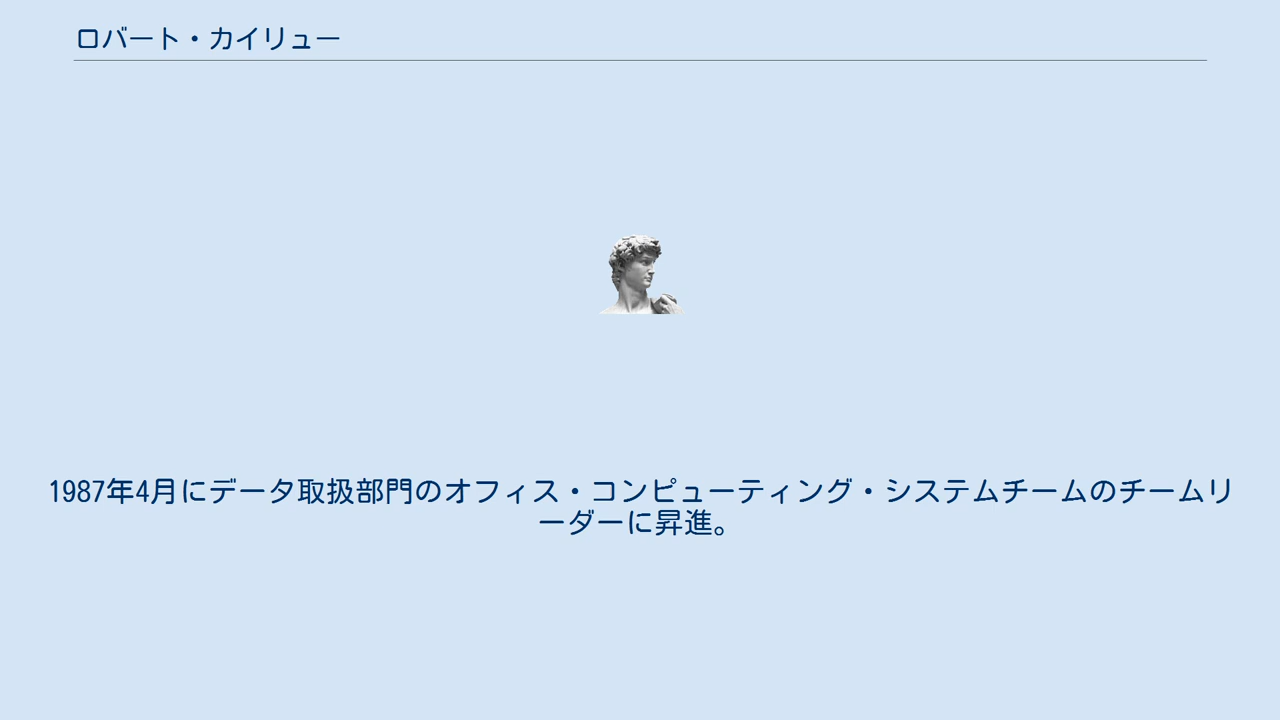 ロバート・カイリュー
1987年4月にデータ取扱部門のオフィス・コンピューティング・システムチームのチームリ
ーダーに昇進。